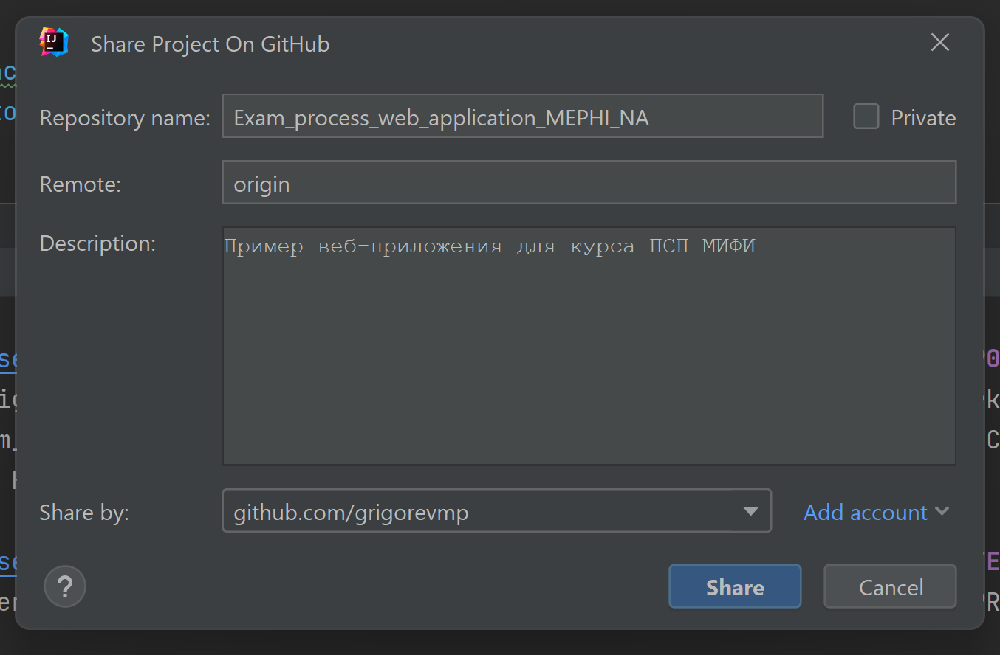 IJ
Share Project On GitHub
Repository name:
Exam_process_web_application_MEPHI_NA
Private
Remote:
origin
Description:
Пример веб-приложения для курса ПСП МИФИ
Share by:
github.com/grigorevmp
Add account
?
Share
Cancel